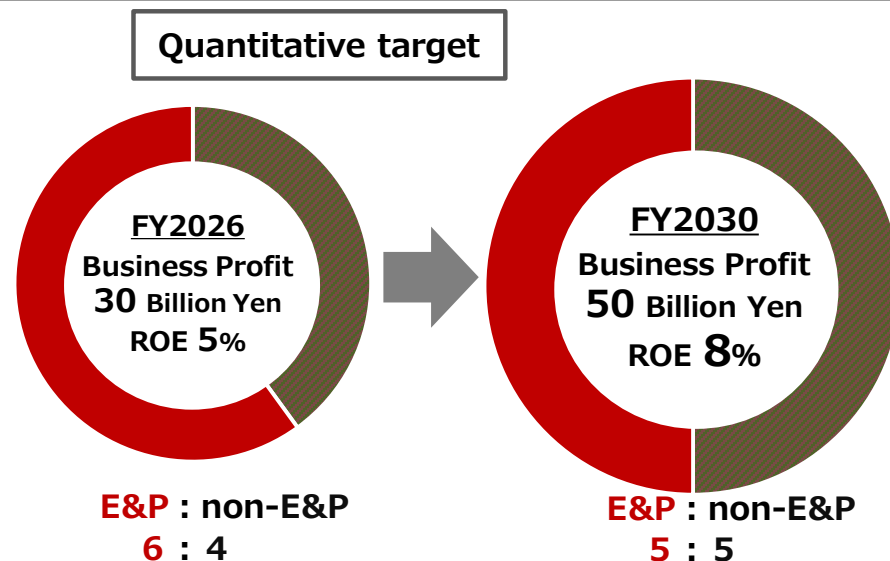 Quantitative target
FY2026
Business Profit
30 Billion Yen
ROE 5%
E&P : non-E&P
6 : 4
FY2030
Business Profit
50 Billion Yen
ROE 8%
E&P : non-E&P
5 : 5